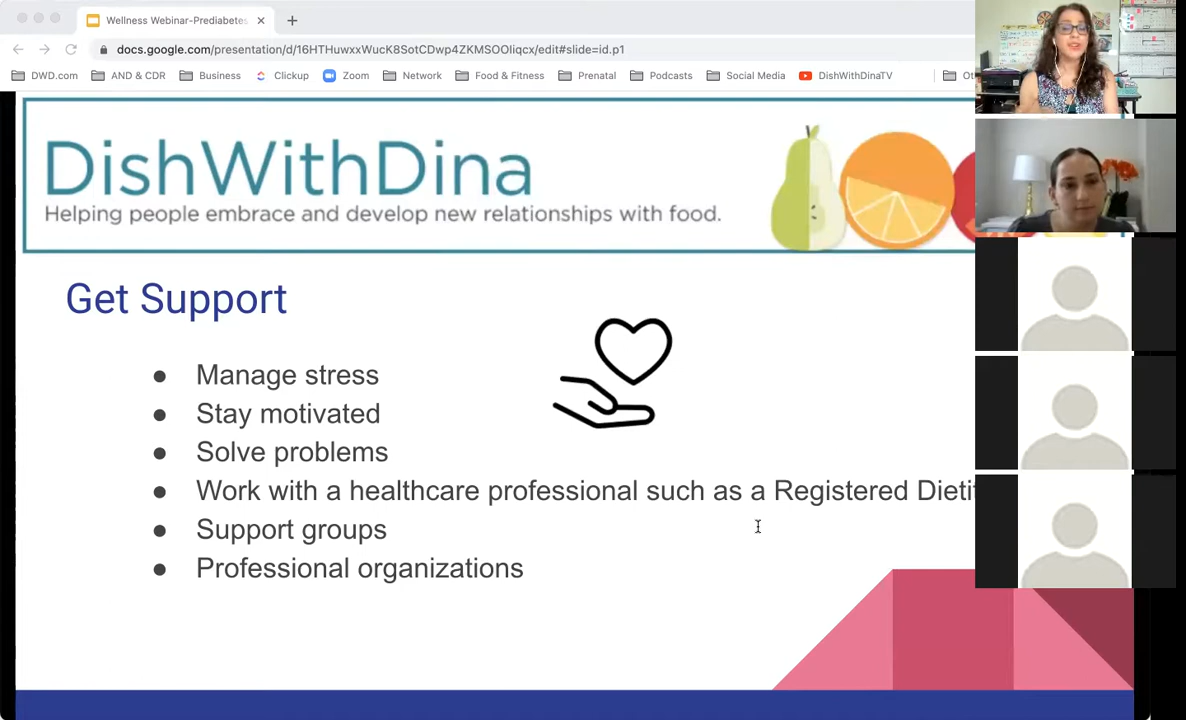 Wellness Webinar-Prediabetes
docs.google.com/presentation/d/16HTHuwxxWucK8SotCDwp4ZKMSOOliqcx/edit#slide=id.p1
DWD.com AND & CDR Business Clickup Zoom Network Food & Fitness Prenatal Podcasts Social Media DishWithDinaTV
DishWithDina
Helping people embrace and develop new relationships with food.
Get Support
● Manage stress
● Stay motivated
● Solve problems
● Work with a healthcare professional such as a Registered
● Support groups
● Professional organizations